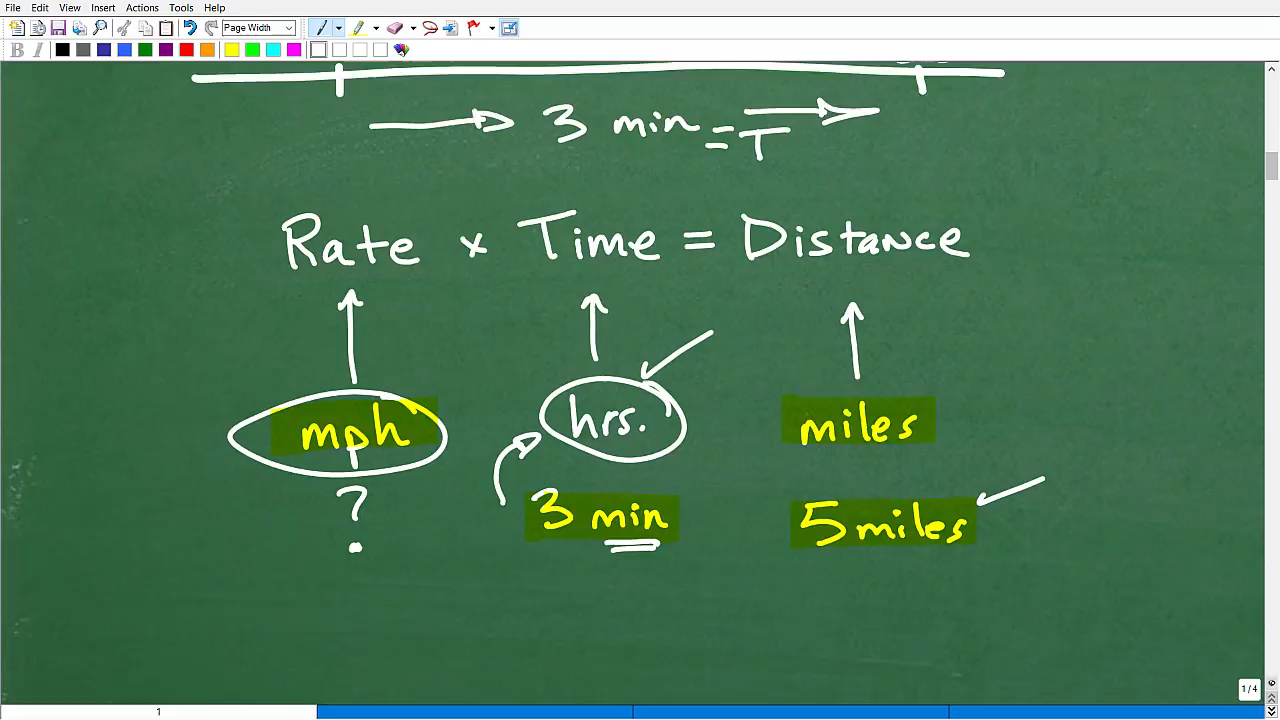 File Edit View Insert Actions Tools Help
Page Width
B I
3 min = T
Rate x Time = Distance
mph hrs. miles
? 3 min 5 miles
1/4
1